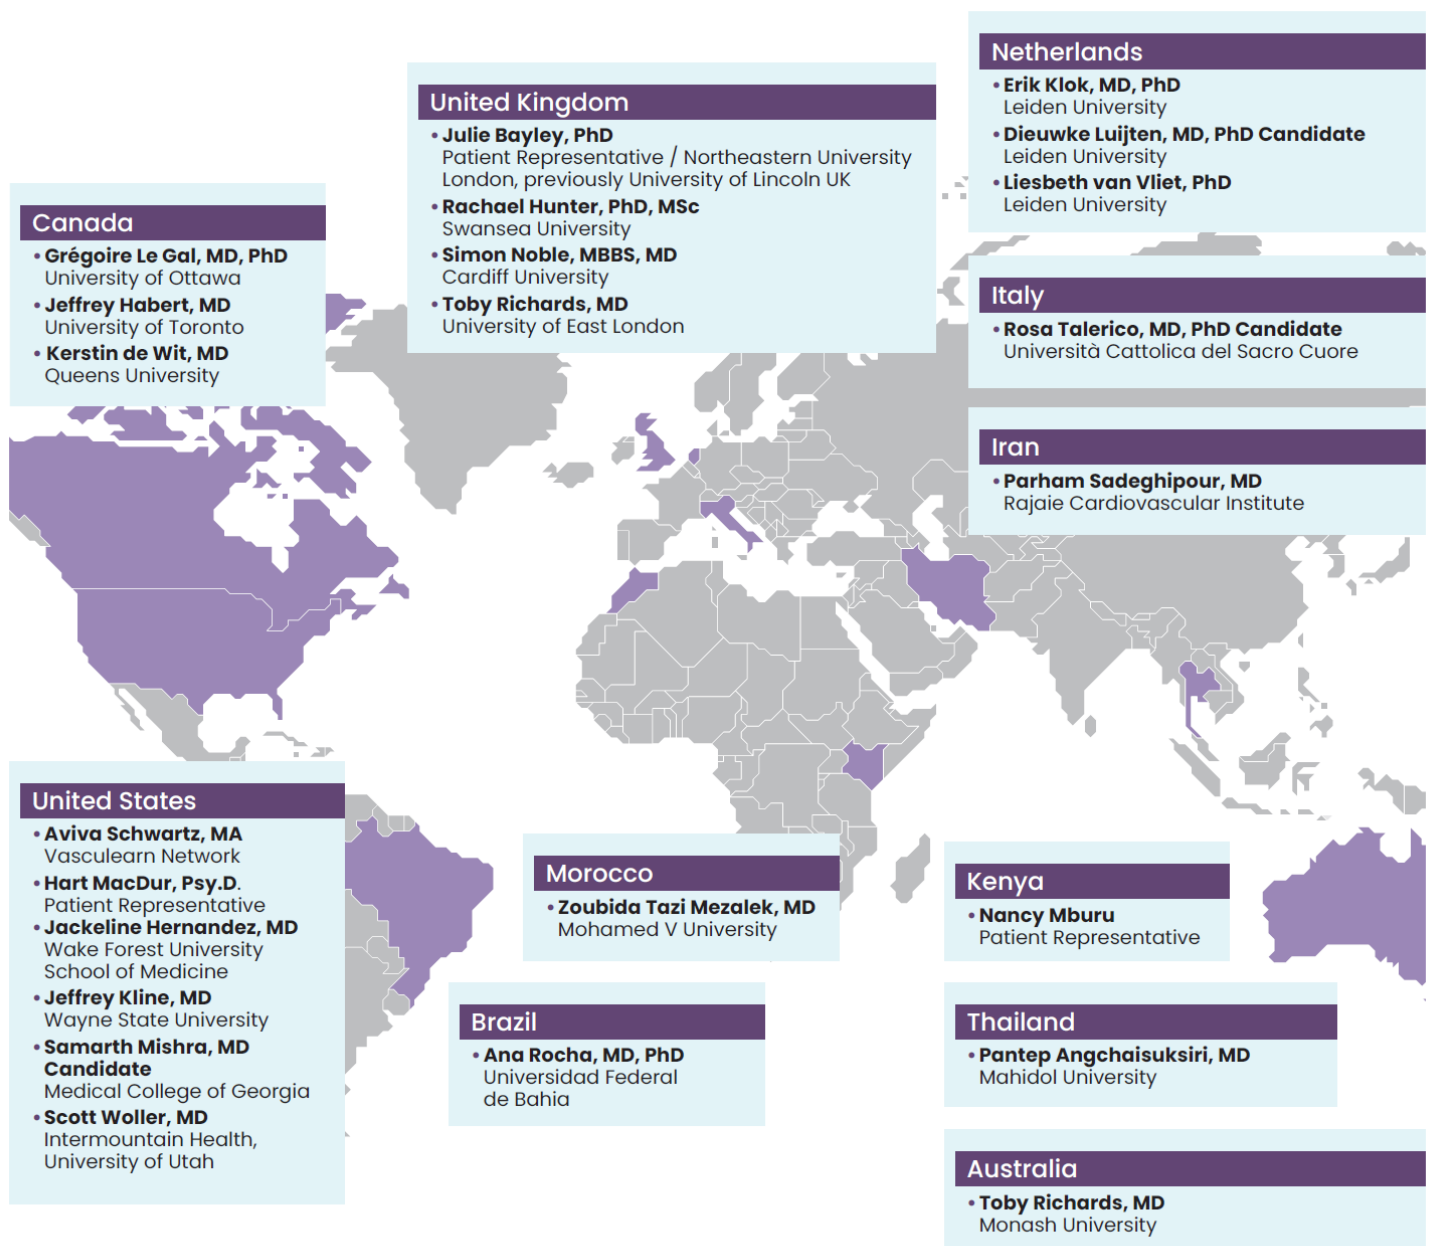 Canada
• Grégoire Le Gal, MD, PhD
University of Ottawa
• Jeffrey Habert, MD
University of Toronto
• Kerstin de Wit, MD
Queens University
United Kingdom
• Julie Bayley, PhD
Patient Representative / Northeastern University
London, previously University of Lincoln UK
• Rachael Hunter, PhD, MSc
Swansea University
• Simon Noble, MBBS, MD
Cardiff University
• Toby Richards, MD
University of East London
Netherlands
• Erik Klok, MD, PhD
Leiden University
• Dieuwke Luijten, MD, PhD Candidate
Leiden University
• Liesbeth van Vliet, PhD
Leiden University
Italy
• Rosa Talerico, MD, PhD Candidate
Università Cattolica del Sacro Cuore
Iran
• Parham Sadeghipour, MD
Rajaie Cardiovascular Institute
United States
• Aviva Schwartz, MA
Vasculearn Network
• Hart MacDur, Psy.D.
Patient Representative
• Jackeline Hernandez, MD
Wake Forest University
School of Medicine
• Jeffrey Kline, MD
Wayne State University
• Samarth Mishra, MD
Candidate
Medical College of Georgia
• Scott Woller, MD
Intermountain Health,
University of Utah
Morocco
• Zoubida Tazi Mezalek, MD
Mohamed V University
Brazil
• Ana Rocha, MD, PhD
Universidad Federal
de Bahia
Kenya
• Nancy Mburu
Patient Representative
Thailand
• Pantep Angchaisuksiri, MD
Mahidol University
Australia
• Toby Richards, MD
Monash University